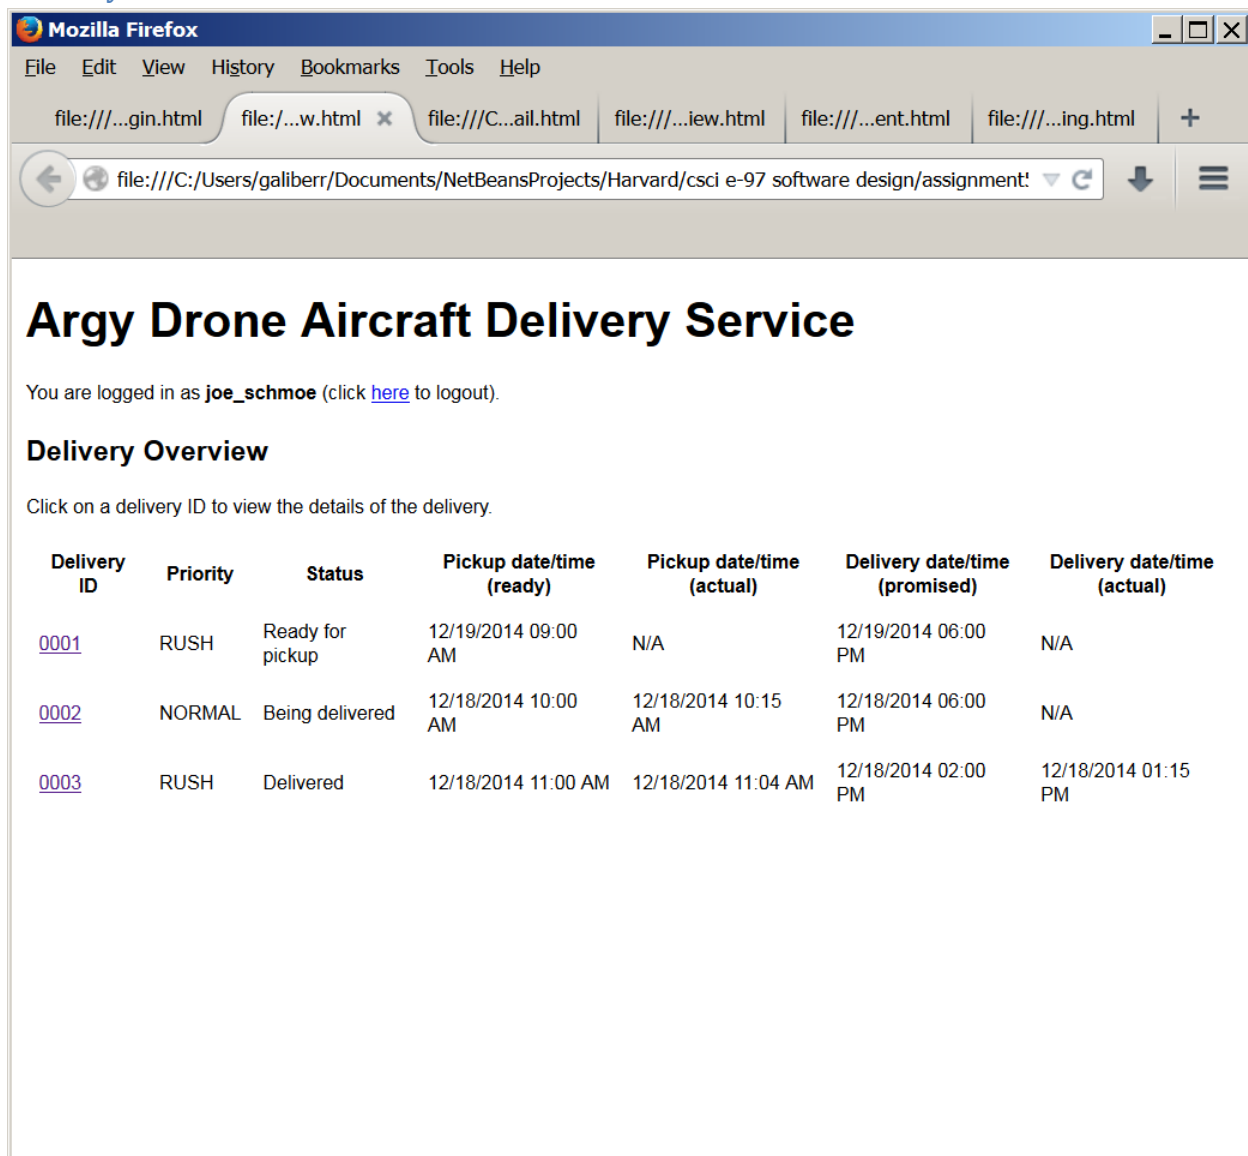 Mozilla Firefox
File Edit View History Bookmarks Tools Help
file:///...gin.html file:/...w.html file:///C...ail.html file:///...iew.html file:///...ent.html file:///...ing.html
file:///C:/Users/galiberr/Documents/NetBeansProjects/Harvard/csci e-97 software design/assignment
Argy Drone Aircraft Delivery Service
You are logged in as joe_schmoe (click here to logout).
Delivery Overview
Click on a delivery ID to view the details of the delivery.
Delivery Pickup date/time Pickup date/time Delivery date/time Delivery date/time
ID Priority Status (ready) (actual) (promised) (actual)
0001 RUSH Ready for pickup 12/19/2014 09:00 AM N/A 12/19/2014 06:00 PM N/A
0002 NORMAL Being delivered 12/18/2014 10:00 AM 12/18/2014 10:15 AM 12/18/2014 06:00 PM N/A
0003 RUSH Delivered 12/18/2014 11:00 AM 12/18/2014 11:04 AM 12/18/2014 02:00 PM 12/18/2014 01:15 PM